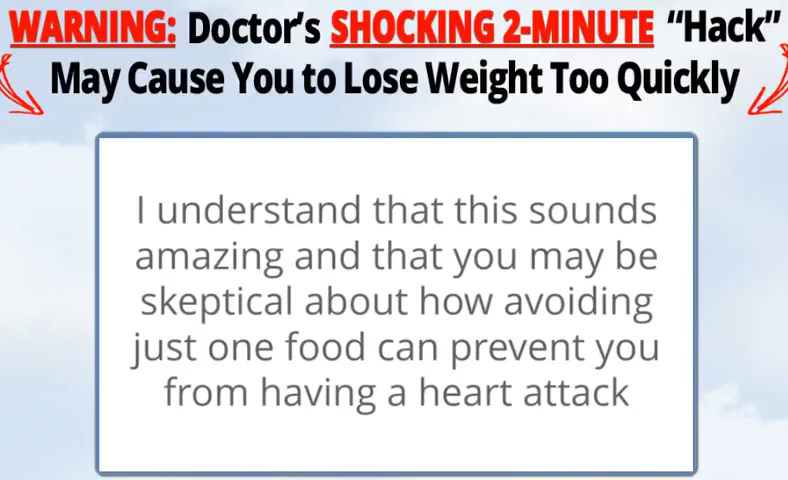 WARNING: Doctor's SHOCKING 2-MINUTE “Hack”
May Cause You to Lose Weight Too Quickly
I understand that this sounds
amazing and that you may be
skeptical about how avoiding
just one food can prevent you
from having a heart attack